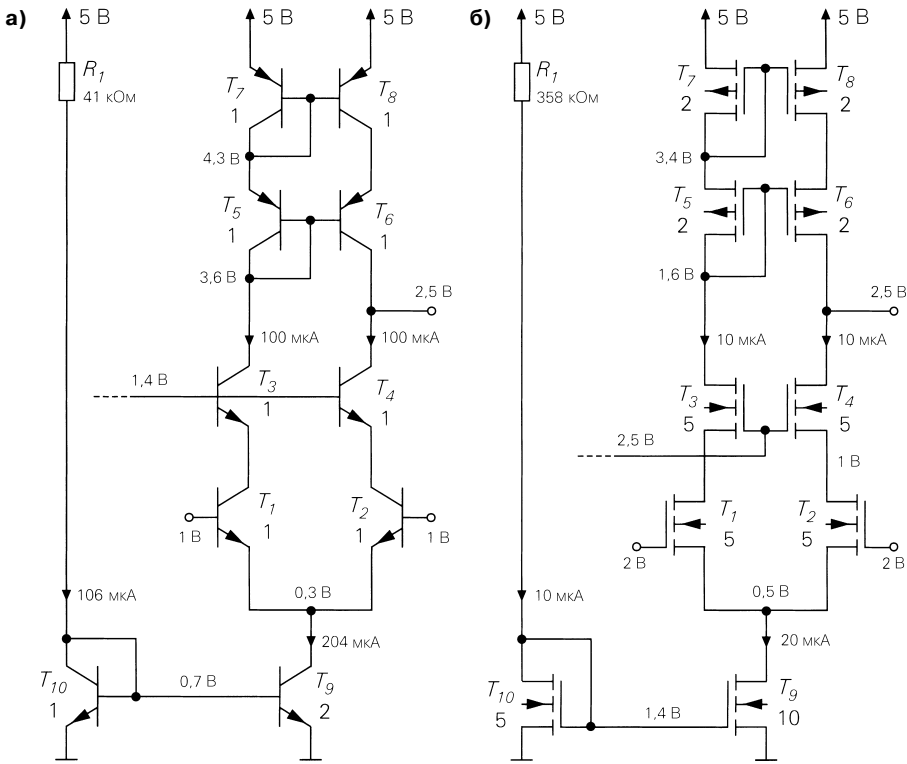 а)
5 В
5 В
5 В
R1
41 кОм
T7
1
T8
1
4,3 В
T5
1
T6
1
3,6 В
2,5 В
100 мкА
100 мкА
1,4 В
T3
1
T4
1
T1
1
T2
1
1 В
1 В
0,3 В
106 мкА
204 мкА
T10
1
0,7 В
T9
2
б)
5 В
5 В
5 В
R1
358 кОм
T7
2
T8
2
3,4 В
T5
2
T6
2
1,6 В
2,5 В
10 мкА
10 мкА
T3
5
T4
5
2,5 В
1 В
T1
5
T2
5
2 В
2 В
0,5 В
10 мкА
20 мкА
T10
5
1,4 В
T9
10